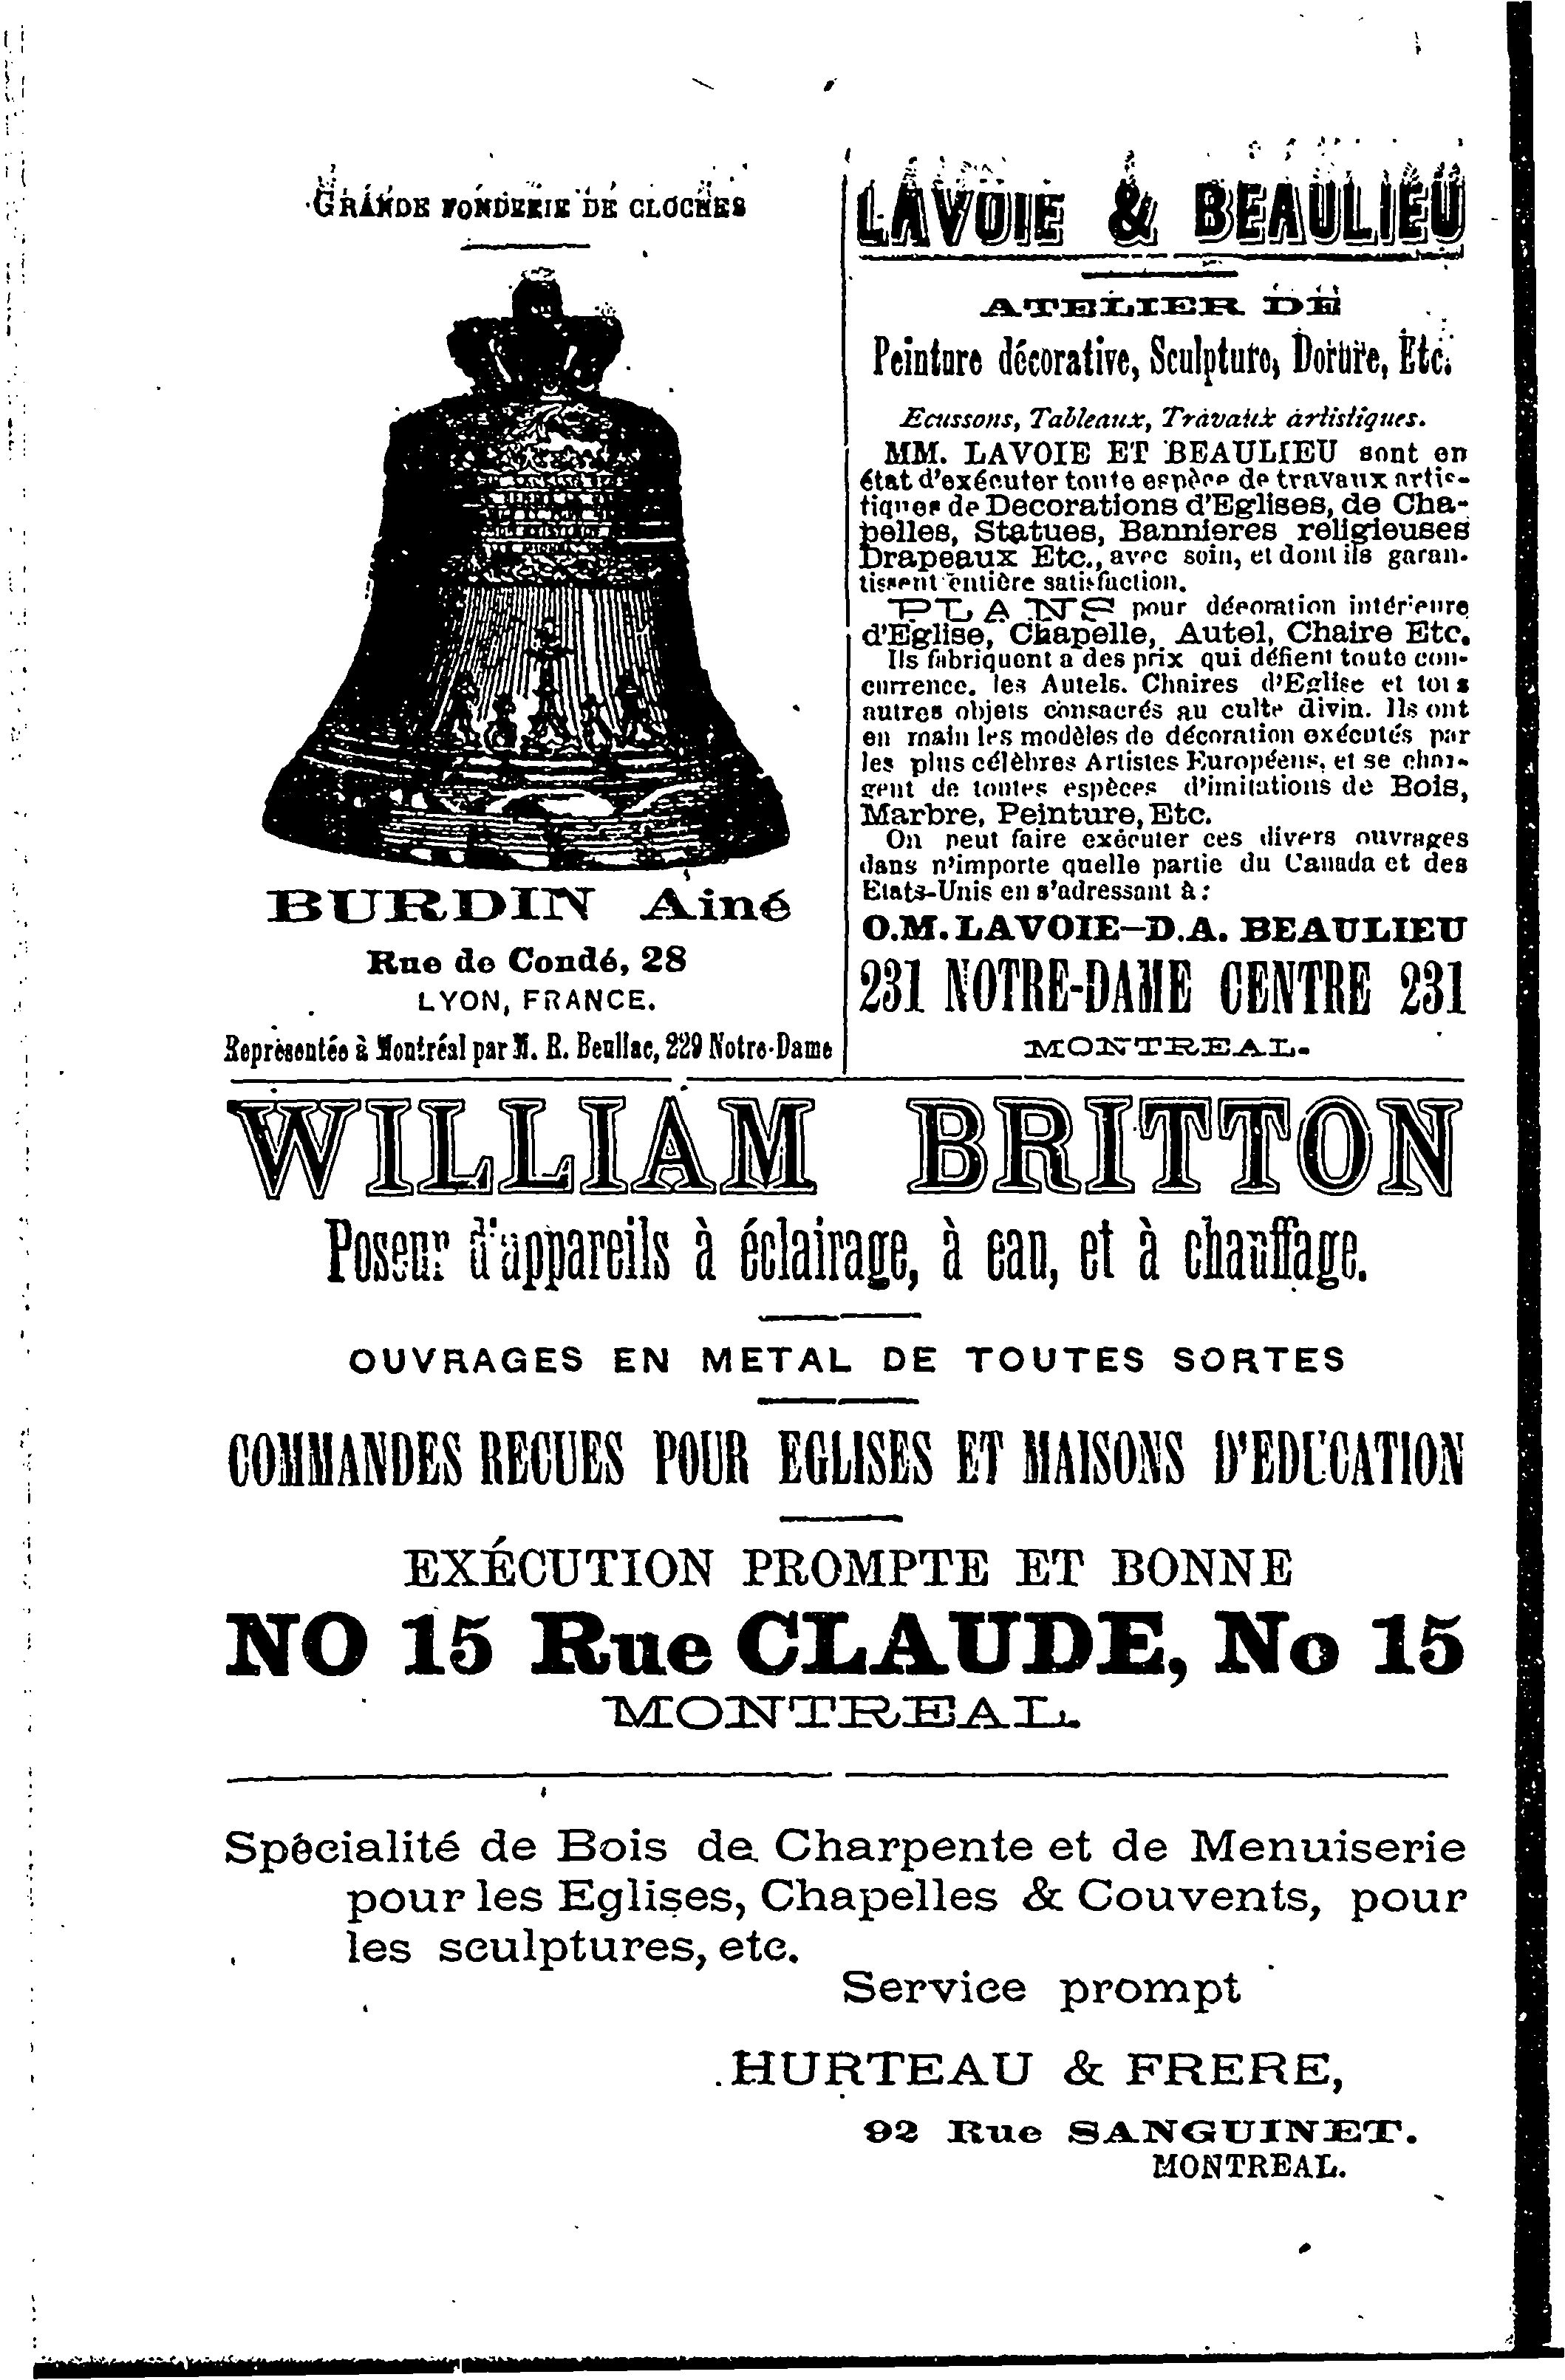 GRANDE FONDERIE DE CLOCHES
BURDIN Ainé
Rue de Condé, 28
LYON, FRANCE.
Représentée à Montréal par M. R. Beullac, 229 Notre-Dame
LAVOIE & BEAULIEU
ATELIER DE
Peinture décorative, Sculpture, Dorure, Etc.
Ecussons, Tableaux, Travaux artistiques.
MM. LAVOIE ET BEAULIEU sont en
état d'exécuter toute espèce de travaux artis-
tiques de Decorations d'Eglises, de Cha-
pelles, Statues, Bannieres religieuses
Drapeaux Etc., avec soin, et dont ils garan-
tissent entière satisfaction.
PLANS pour décoration intérieure
d'Eglise, Chapelle, Autel, Chaire Etc.
Ils fabriquent a des prix qui défient toute con-
currence. les Autels. Chaires d'Eglise et tous
autres objets consacrés au culte divin. Ils ont
en main les modèles de décoration exécutés par
les plus célèbres Artistes Européens, et se char-
gent de toutes espèces d'imitations de Bois,
Marbre, Peinture, Etc.
On peut faire exécuter ces divers ouvrages
dans n'importe quelle partie du Canada et des
Etats-Unis en s'adressant à :
O.M. LAVOIE—D.A. BEAULIEU
231 NOTRE-DAME CENTRE 231
MONTREAL.
WILLIAM BRITTON
Poseur d'appareils à éclairage, à eau, et à chauffage.
OUVRAGES EN METAL DE TOUTES SORTES
COMMANDES RECUES POUR EGLISES ET MAISONS D'EDUCATION
EXÉCUTION PROMPTE ET BONNE
NO 15 Rue CLAUDE, No 15
MONTREAL.
Spécialité de Bois de Charpente et de Menuiserie
pour les Eglises, Chapelles & Couvents, pour
les sculptures, etc.
Service prompt
HURTEAU & FRERE,
92 Rue SANGUINET.
MONTREAL.